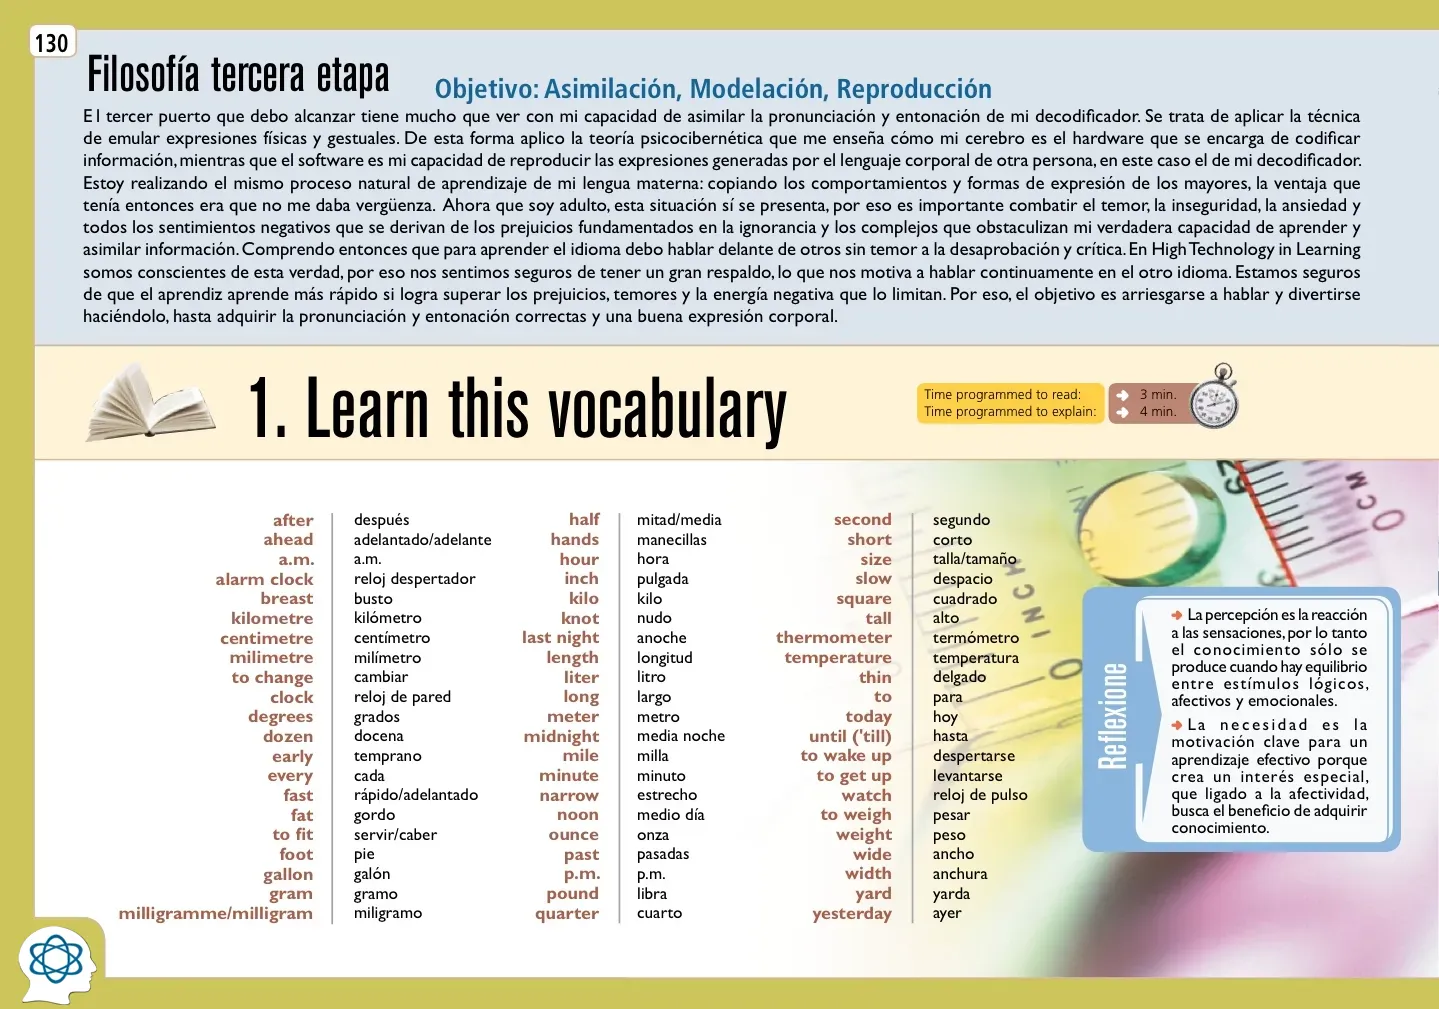 130
Filosofía tercera etapa
Objetivo: Asimilación, Modelación, Reproducción
El tercer puerto que debo alcanzar tiene mucho que ver con mi capacidad de asimilar la pronunciación y entonación de mi decodificador. Se trata de aplicar la técnica
de emular expresiones físicas y gestuales. De esta forma aplico la teoría psicocibernética que me enseña cómo mi cerebro es el hardware que se encarga de codificar
información, mientras que el software es mi capacidad de reproducir las expresiones generadas por el lenguaje corporal de otra persona, en este caso el de mi decodificador.
Estoy realizando el mismo proceso natural de aprendizaje de mi lengua materna: copiando los comportamientos y formas de expresión de los mayores, la ventaja que
tenía entonces era que no me daba vergüenza. Ahora que soy adulto, esta situación sí se presenta, por eso es importante combatir el temor, la inseguridad, la ansiedad y
todos los sentimientos negativos que se derivan de los prejuicios fundamentados en la ignorancia y los complejos que obstaculizan mi verdadera capacidad de aprender y
asimilar información. Comprendo entonces que para aprender el idioma debo hablar delante de otros sin temor a la desaprobación y crítica. En High Technology in Learning
somos conscientes de esta verdad, por eso nos sentimos seguros de tener un gran respaldo, lo que nos motiva a hablar continuamente en el otro idioma. Estamos seguros
de que el aprendiz aprende más rápido si logra superar los prejuicios, temores y la energía negativa que lo limitan. Por eso, el objetivo es arriesgarse a hablar y divertirse
haciéndolo, hasta adquirir la pronunciación y entonación correctas y una buena expresión corporal.
1. Learn this vocabulary
Time programmed to read: 3 min.
Time programmed to explain: 4 min.
after después
ahead adelantado/adelante
a.m. a.m.
alarm clock reloj despertador
breast busto
kilometre kilómetro
centimetre centímetro
milimetre milímetro
to change cambiar
clock reloj de pared
degrees grados
dozen docena
early temprano
every cada
fast rápido/adelantado
fat gordo
to fit servir/caber
foot pie
gallon galón
gram gramo
milligramme/milligram miligramo
half mitad/media
hands manecillas
hour hora
inch pulgada
kilo kilo
knot nudo
last night anoche
length longitud
liter litro
long largo
meter metro
midnight media noche
mile milla
minute minuto
narrow estrecho
noon medio día
ounce onza
past pasadas
p.m. p.m.
pound libra
quarter cuarto
second segundo
short corto
size talla/tamaño
slow despacio
square cuadrado
tall alto
thermometer termómetro
temperature temperatura
thin delgado
to para
today hoy
until ('till) hasta
to wake up despertarse
to get up levantarse
watch reloj de pulso
to weigh pesar
weight peso
wide ancho
width anchura
yard yarda
yesterday ayer
Reflexione
La percepción es la reacción
a las sensaciones, por lo tanto
el conocimiento sólo se
produce cuando hay equilibrio
entre estímulos lógicos,
afectivos y emocionales.
La necesidad es la
motivación clave para un
aprendizaje efectivo porque
crea un interés especial,
que ligado a la afectividad,
busca el beneficio de adquirir
conocimiento.